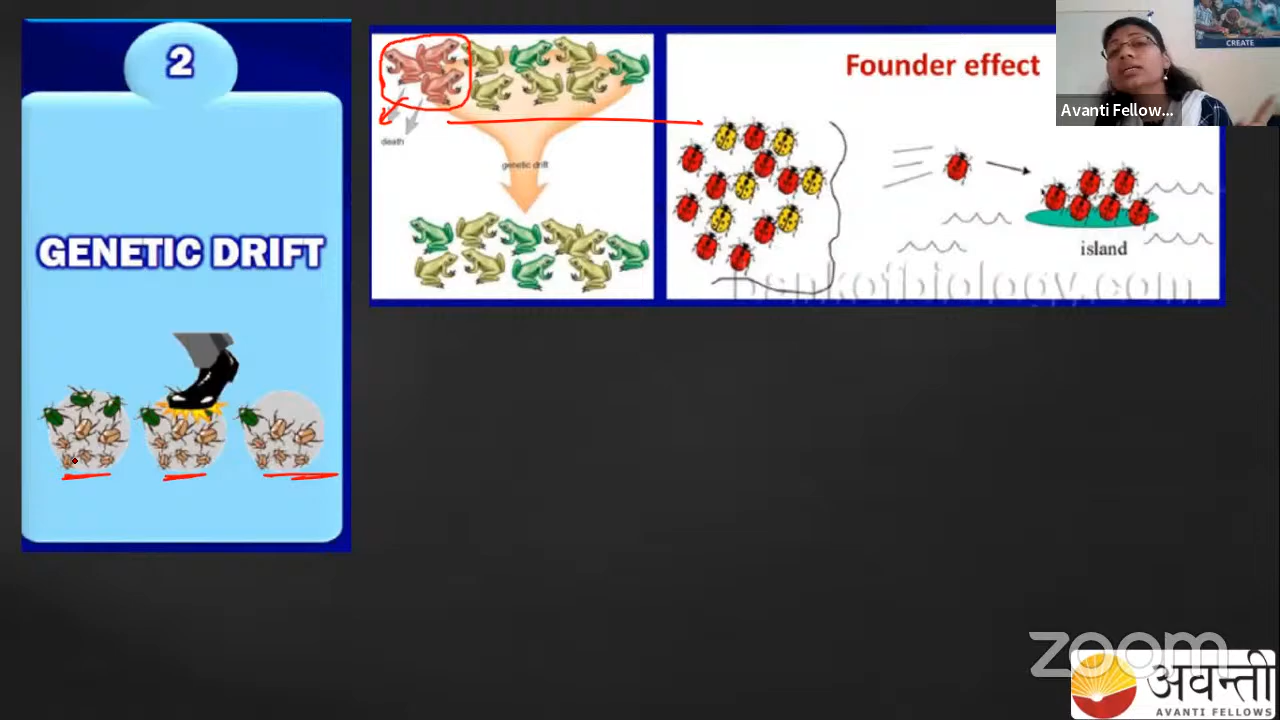 2
GENETIC DRIFT
death
genetic drift
Founder effect
island
bankofbiology.com
CREATE
Avanti Fellow...
zoom
अवन्ती
AVANTI FELLOWS